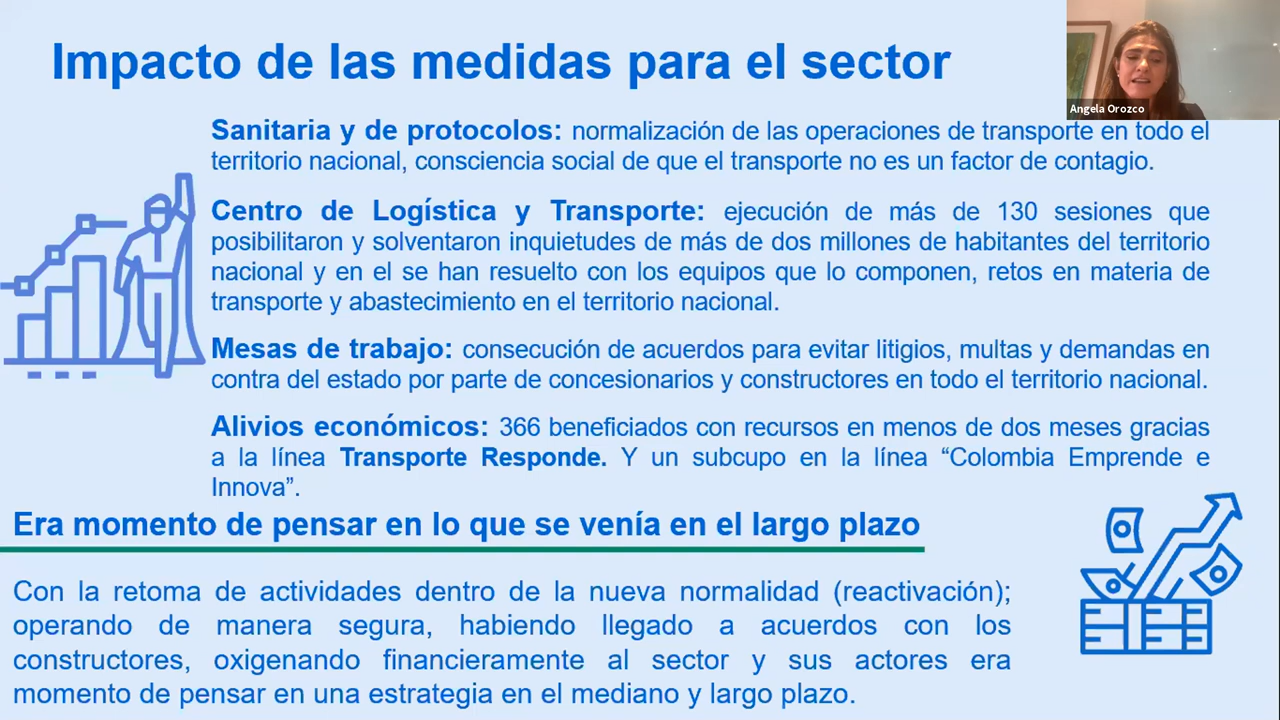 Impacto de las medidas para el sector
Angela Orozco
Sanitaria y de protocolos: normalización de las operaciones de transporte en todo el
territorio nacional, consciencia social de que el transporte no es un factor de contagio.
Centro de Logística y Transporte: ejecución de más de 130 sesiones que
posibilitaron y solventaron inquietudes de más de dos millones de habitantes del territorio
nacional y en el se han resuelto con los equipos que lo componen, retos en materia de
transporte y abastecimiento en el territorio nacional.
Mesas de trabajo: consecución de acuerdos para evitar litigios, multas y demandas en
contra del estado por parte de concesionarios y constructores en todo el territorio nacional.
Alivios económicos: 366 beneficiados con recursos en menos de dos meses gracias
a la línea Transporte Responde. Y un subcupo en la línea “Colombia Emprende e
Innova”.
Era momento de pensar en lo que se venía en el largo plazo
Con la retoma de actividades dentro de la nueva normalidad (reactivación);
operando de manera segura, habiendo llegado a acuerdos con los
constructores, oxigenando financieramente al sector y sus actores era
momento de pensar en una estrategia en el mediano y largo plazo.